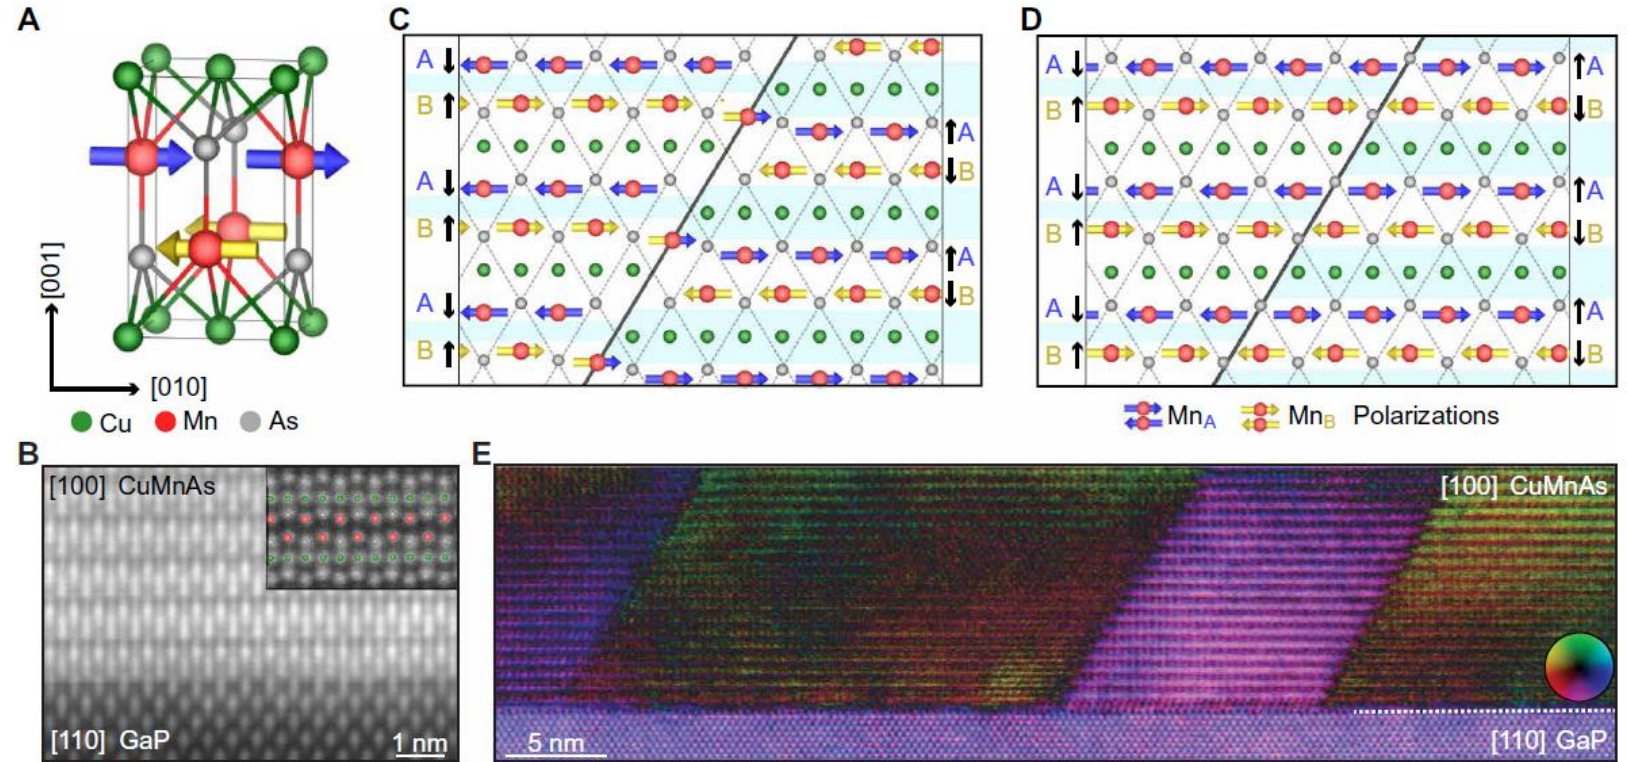 A
[001]
[010]
Cu Mn As
C
A
B
A
B
A
B
A
B
A
B
D
A
B
A
B
A
B
A
B
A
B
A
B
MnA MnB Polarizations
B
[100] CuMnAs
[110] GaP
1 nm
E
[100] CuMnAs
5 nm
[110] GaP